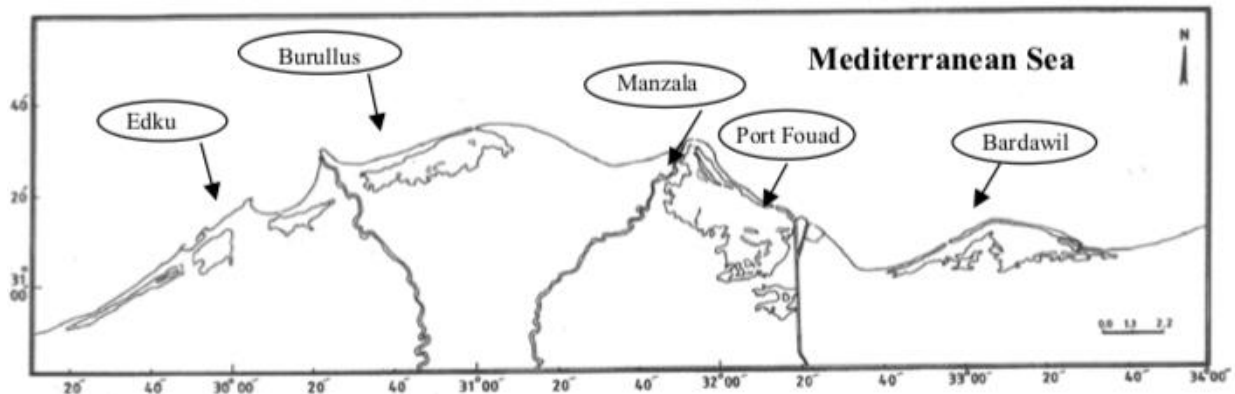 N
Burullus
Mediterranean Sea
Manzala
40´
Edku
Port Fouad
Bardawil
20´
31°
00
0.0 1.1 2.2
20´ 40´ 30°00´ 20´ 40´ 31°00´ 20´ 40´ 32°00´ 20´ 40´ 33°00´ 20´ 40´ 34°00´